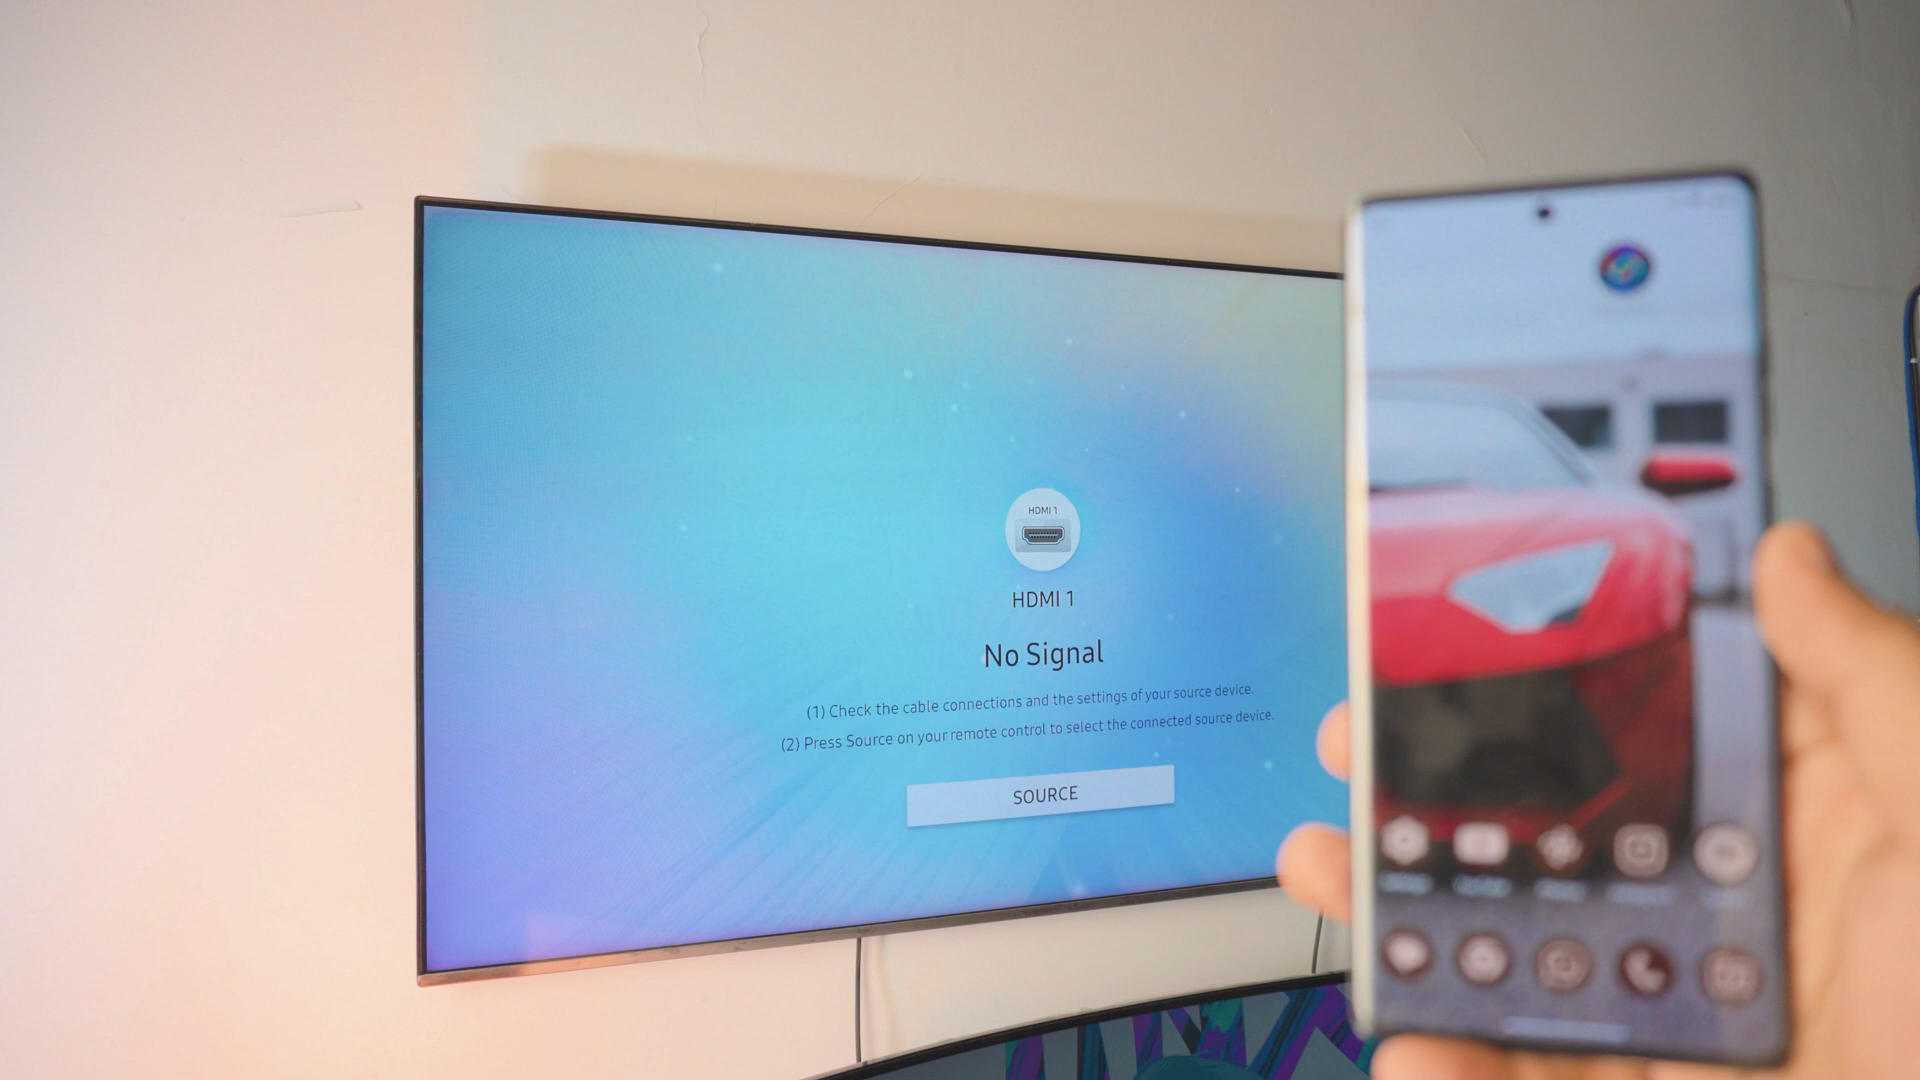 HDMI 1
HDMI 1
No Signal
(1) Check the cable connections and the settings of your source device.
(2) Press Source on your remote control to select the connected source device.
SOURCE